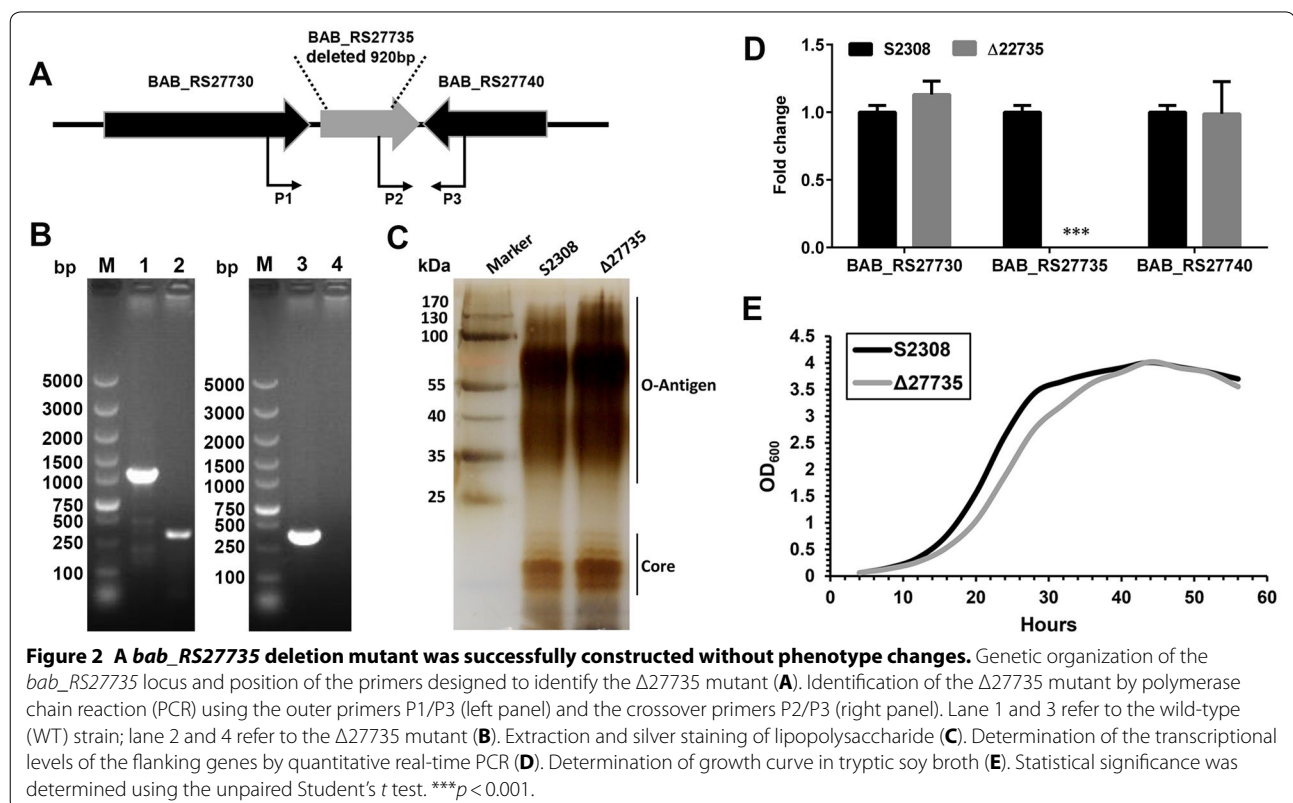 A
BAB_RS27735
deleted 920bp
BAB_RS27730
BAB_RS27740
P1
P2
P3
B
bp M 1 2
5000
3000
2000
1500
1000
750
500
250
100
bp M 3 4
5000
3000
2000
1500
1000
750
500
250
100
C
kDa Marker S2308 Δ27735
170
130
100
55
40
35
25
O-Antigen
Core
D
S2308 Δ22735
Fold change
1.5
1.0
0.5
0.0
***
BAB_RS27730 BAB_RS27735 BAB_RS27740
E
S2308
Δ27735
OD600
4.5
4
3.5
3
2.5
2
1.5
1
0.5
0
0 10 20 30 40 50 60
Hours
Figure 2 A bab_RS27735 deletion mutant was successfully constructed without phenotype changes. Genetic organization of the
bab_RS27735 locus and position of the primers designed to identify the Δ27735 mutant (A). Identification of the Δ27735 mutant by polymerase
chain reaction (PCR) using the outer primers P1/P3 (left panel) and the crossover primers P2/P3 (right panel). Lane 1 and 3 refer to the wild-type
(WT) strain; lane 2 and 4 refer to the Δ27735 mutant (B). Extraction and silver staining of lipopolysaccharide (C). Determination of the transcriptional
levels of the flanking genes by quantitative real-time PCR (D). Determination of growth curve in tryptic soy broth (E). Statistical significance was
determined using the unpaired Student's t test. ***p < 0.001.